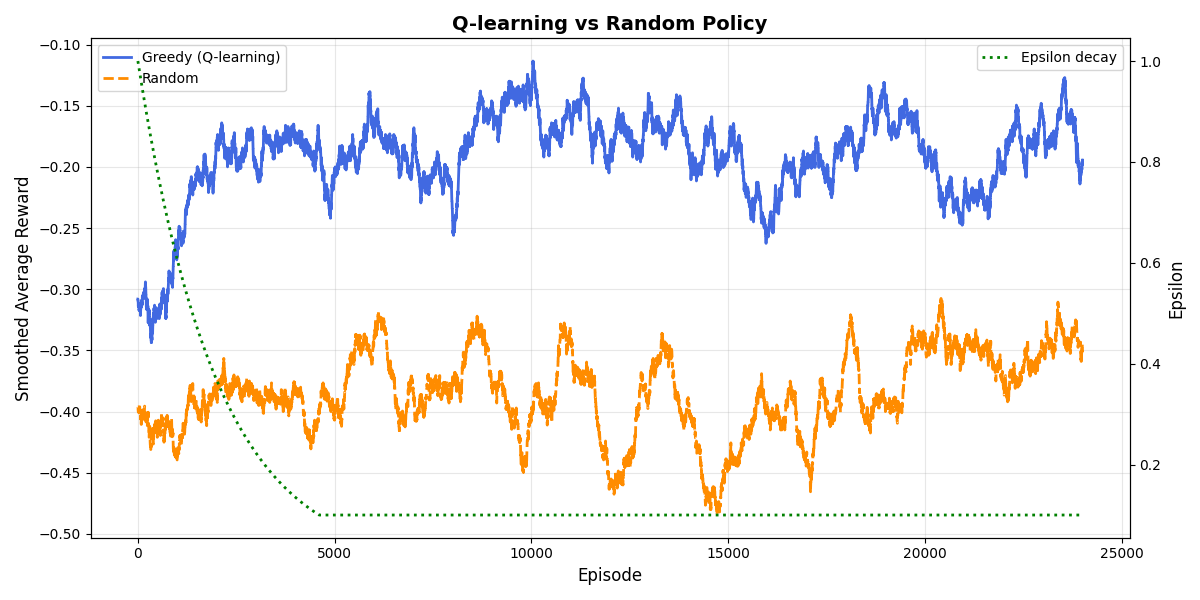 Q-learning vs Random Policy
Greedy (Q-learning)
Random
Epsilon decay
Smoothed Average Reward
−0.10
−0.15
−0.20
−0.25
−0.30
−0.35
−0.40
−0.45
−0.50
1.0
0.8
0.6
0.4
0.2
Epsilon
0 5000 10000 15000 20000 25000
Episode